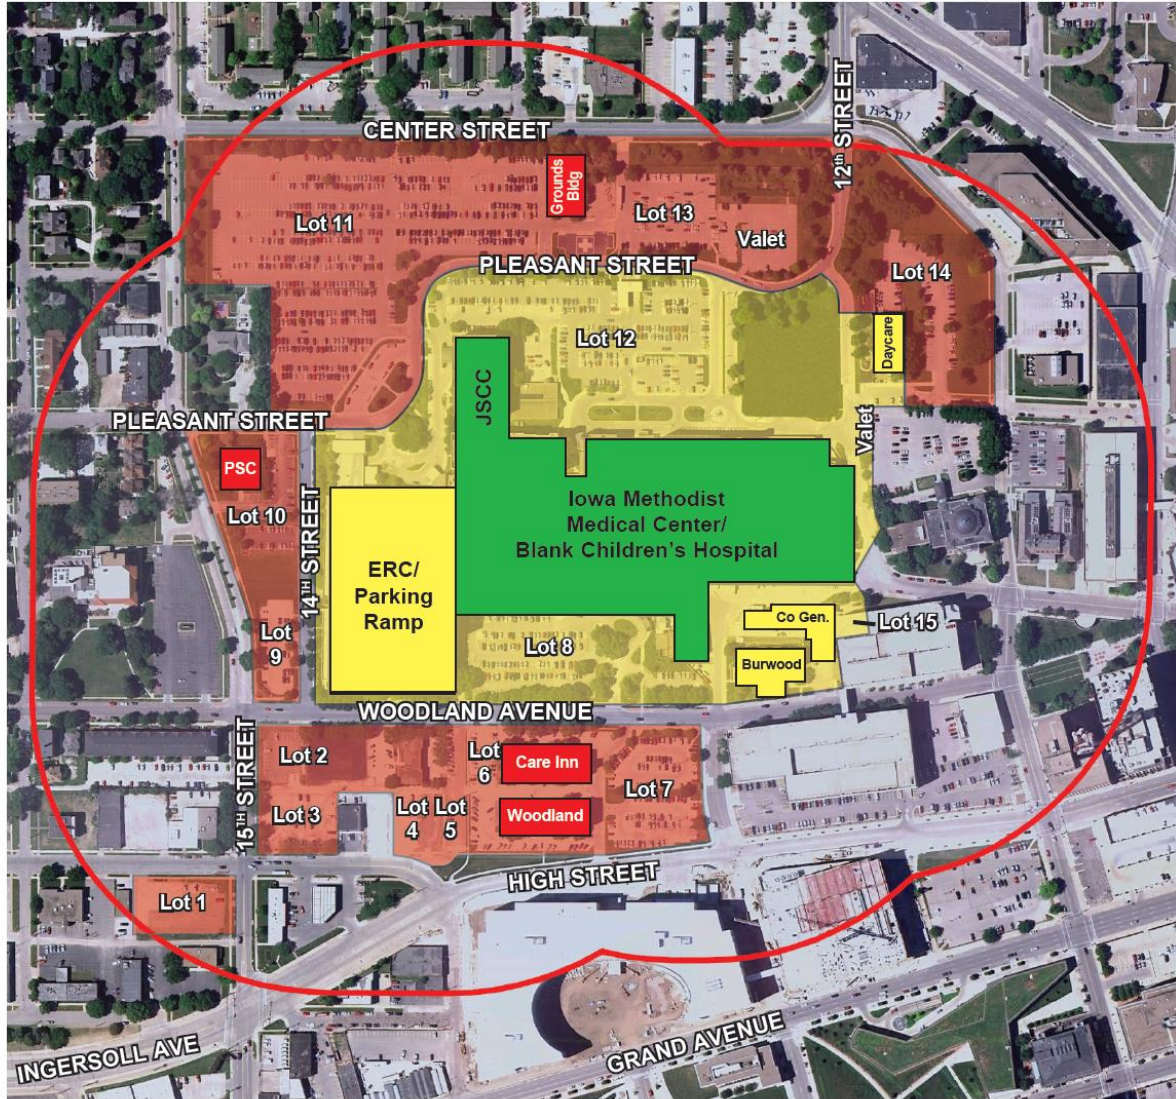 CENTER STREET
12th STREET
Grounds
Bldg
Lot 11
Lot 13
Valet
PLEASANT STREET
Lot 14
Lot 12
Daycare
JSCC
PLEASANT STREET
Valet
PSC
Lot 10
14TH STREET
Iowa Methodist
Medical Center/
Blank Children's Hospital
ERC/
Parking
Ramp
Lot
9
Lot 8
Co Gen.
Lot 15
Burwood
WOODLAND AVENUE
15TH STREET
Lot 2
Lot
6
Care Inn
Lot 7
Lot 3
Lot
4
Lot
5
Woodland
HIGH STREET
Lot 1
INGERSOLL AVE
GRAND AVENUE